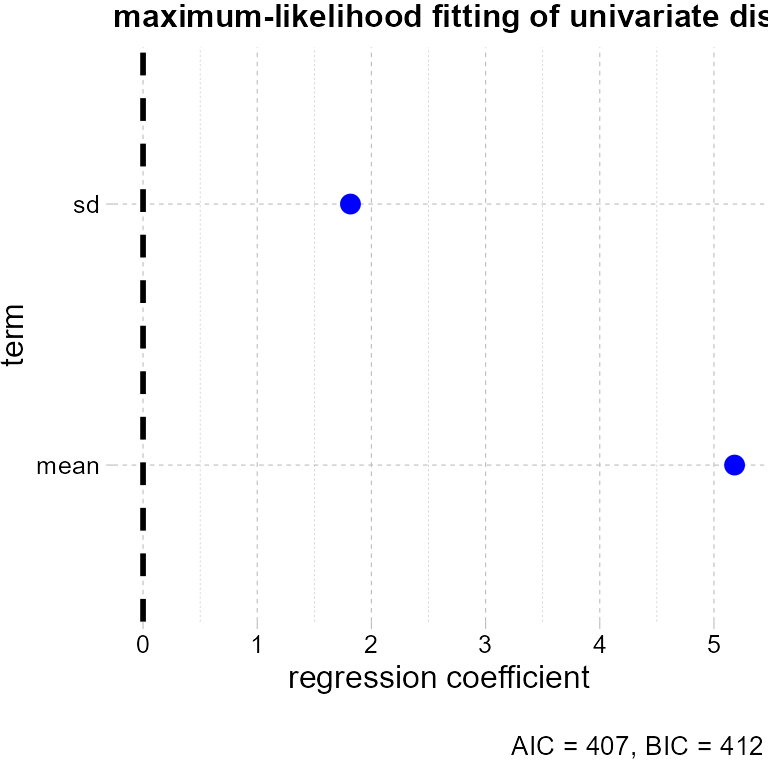 maximum-likelihood fitting of univariate dis
sd
term
mean
0 1 2 3 4 5
regression coefficient
AIC = 407, BIC = 412